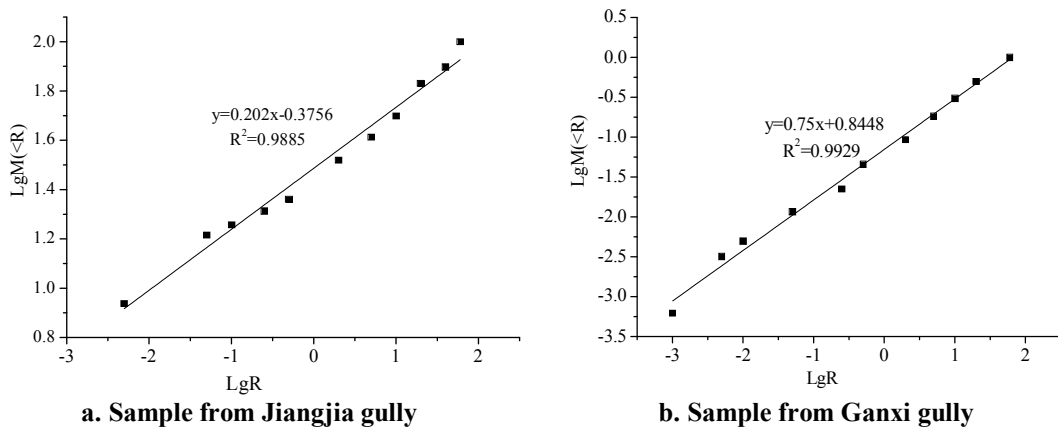 2.0
1.8
1.6
1.4
1.2
1.0
0.8
LgM(<R)
y=0.202x-0.3756
R²=0.9885
-3 -2 -1 0 1 2
LgR
a. Sample from Jiangjia gully
0.5
0.0
-0.5
-1.0
-1.5
-2.0
-2.5
-3.0
-3.5
LgM(<R)
y=0.75x+0.8448
R²=0.9929
-3 -2 -1 0 1 2
LgR
b. Sample from Ganxi gully